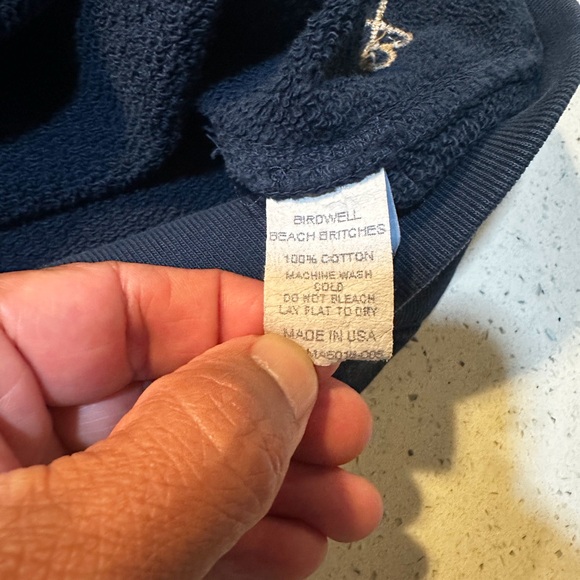 BIRDWELL
BEACH BRITCHES
100% COTTON
MACHINE WASH
COLD
DO NOT BLEACH
LAY FLAT TO DRY
MADE IN USA